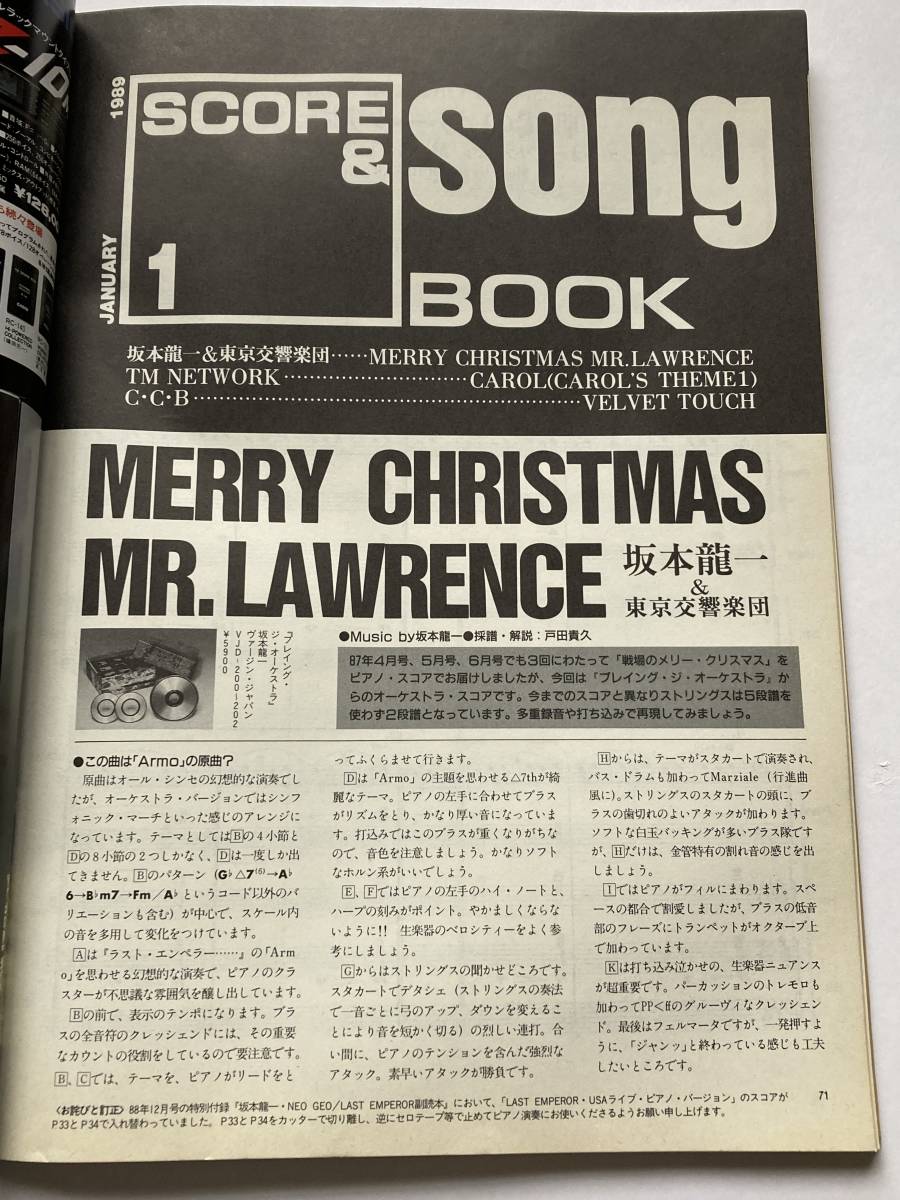 1989
JANUARY
SCORE
&
1
song
BOOK
坂本龍一&東京交響楽団……MERRY CHRISTMAS MR.LAWRENCE
TM NETWORK…………………………CAROL(CAROL'S THEME1)
C・C・B……………………………………………………VELVET TOUCH
MERRY CHRISTMAS
MR.LAWRENCE
坂本龍一
&
東京交響楽団
『プレイング・
ジ・オーケストラ』
坂本龍一
ヴァージン・ジャパン
VJD-200〜202
¥5900
●Music by坂本龍一●採譜・解説：戸田貴久
87年4月号、5月号、6月号でも3回にわたって「戦場のメリー・クリスマス」を
ピアノ・スコアでお届けしましたが、今回は『プレイング・ジ・オーケストラ』か
らのオーケストラ・スコアです。今までのスコアと異なりストリングスは5段譜を
使わず2段譜となっています。多重録音や打ち込みで再現してみましょう。
●この曲は「Armo」の原曲？
原曲はオール・シンセの幻想的な演奏でし
たが、オーケストラ・バージョンではシンフ
ォニック・マーチといった感じのアレンジに
なっています。テーマとしてはBの4小節と
Dの8小節の2つしかなく、Dは一度しか出
てきません。Bのパターン（G♭△7⁽⁶⁾→A♭
6→B♭m7→Fm／A♭というコード以外のバ
リエーションも含む）が中心で、スケール内
の音を多用して変化をつけています。
Aは『ラスト・エンペラー……』の「Arm
o」を思わせる幻想的な演奏で、ピアノのクラ
スターが不思議な雰囲気を醸し出しています。
Bの前で、表示のテンポになります。ブラ
スの全音符のクレッシェンドには、その重要
なカウントの役割をしているので要注意です。
B、Cでは、テーマを、ピアノがリードをと
ってふくらませて行きます。
Dは「Armo」の主題を思わせる△7thが綺
麗なテーマ。ピアノの左手に合わせてブラス
がリズムをとり、かなり厚い音になっていま
す。打込みではこのブラスが重くなりがちな
ので、音色を注意しましょう。かなりソフト
なホルン系がいいでしょう。
E、Fではピアノの左手のハイ・ノートと、
ハープの刻みがポイント。やかましくならな
いように!! 生楽器のベロシティーをよく参
考にしましょう。
Gからはストリングスの聞かせどころです。
スタカートでデタシェ（ストリングスの奏法
で一音ごとに弓のアップ、ダウンを変えるこ
とにより音を短かく切る）の烈しい連打。合
い間に、ピアノのテンションを含んだ強烈な
アタック。素早いアタックが勝負です。
Hからは、テーマがスタカートで演奏され、
バス・ドラムも加わってMarziale（行進曲
風に）。ストリングスのスタカートの頭に、ブ
ラスの歯切れのよいアタックが加わります。
ソフトな白玉バッキングが多いブラス隊です
が、Hだけは、金管特有の割れ音の感じを出
しましょう。
Iではピアノがフィルにまわります。スペ
ースの都合で割愛しましたが、ブラスの低音
部のフレーズにトランペットがオクターブ上
で加わっています。
Kは打ち込み泣かせの、生楽器ニュアンス
が超重要です。パーカッションのトレモロも
加わってPP<ffのグルーヴィなクレッシェン
ド。最後はフェルマータですが、一発押すよ
うに、「ジャンッ」と終わっている感じも工夫
したいところです。
〈お詫びと訂正〉88年12月号の特別付録『坂本龍一・NEO GEO/LAST EMPEROR副読本』において、「LAST EMPEROR・USAライブ・ピアノ・バージョン」のスコアが
P33とP34で入れ替わっていました。P33とP34をカッターで切り離し、逆にセロテープ等で止めてピアノ演奏にお使いくださるようお願い申し上げます。
71